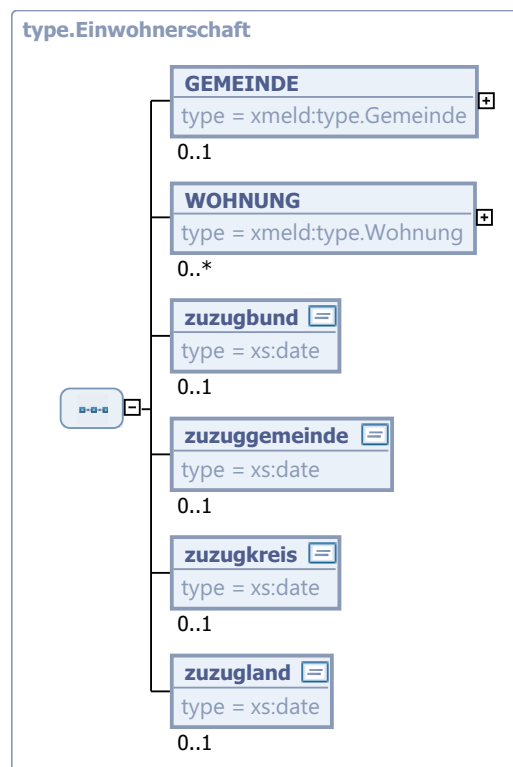 type.Einwohnerschaft
GEMEINDE
type = xmeld:type.Gemeinde
0..1
WOHNUNG
type = xmeld:type.Wohnung
0..*
zuzugbund
type = xs:date
0..1
zuzuggemeinde
type = xs:date
0..1
zuzugkreis
type = xs:date
0..1
zuzugland
type = xs:date
0..1